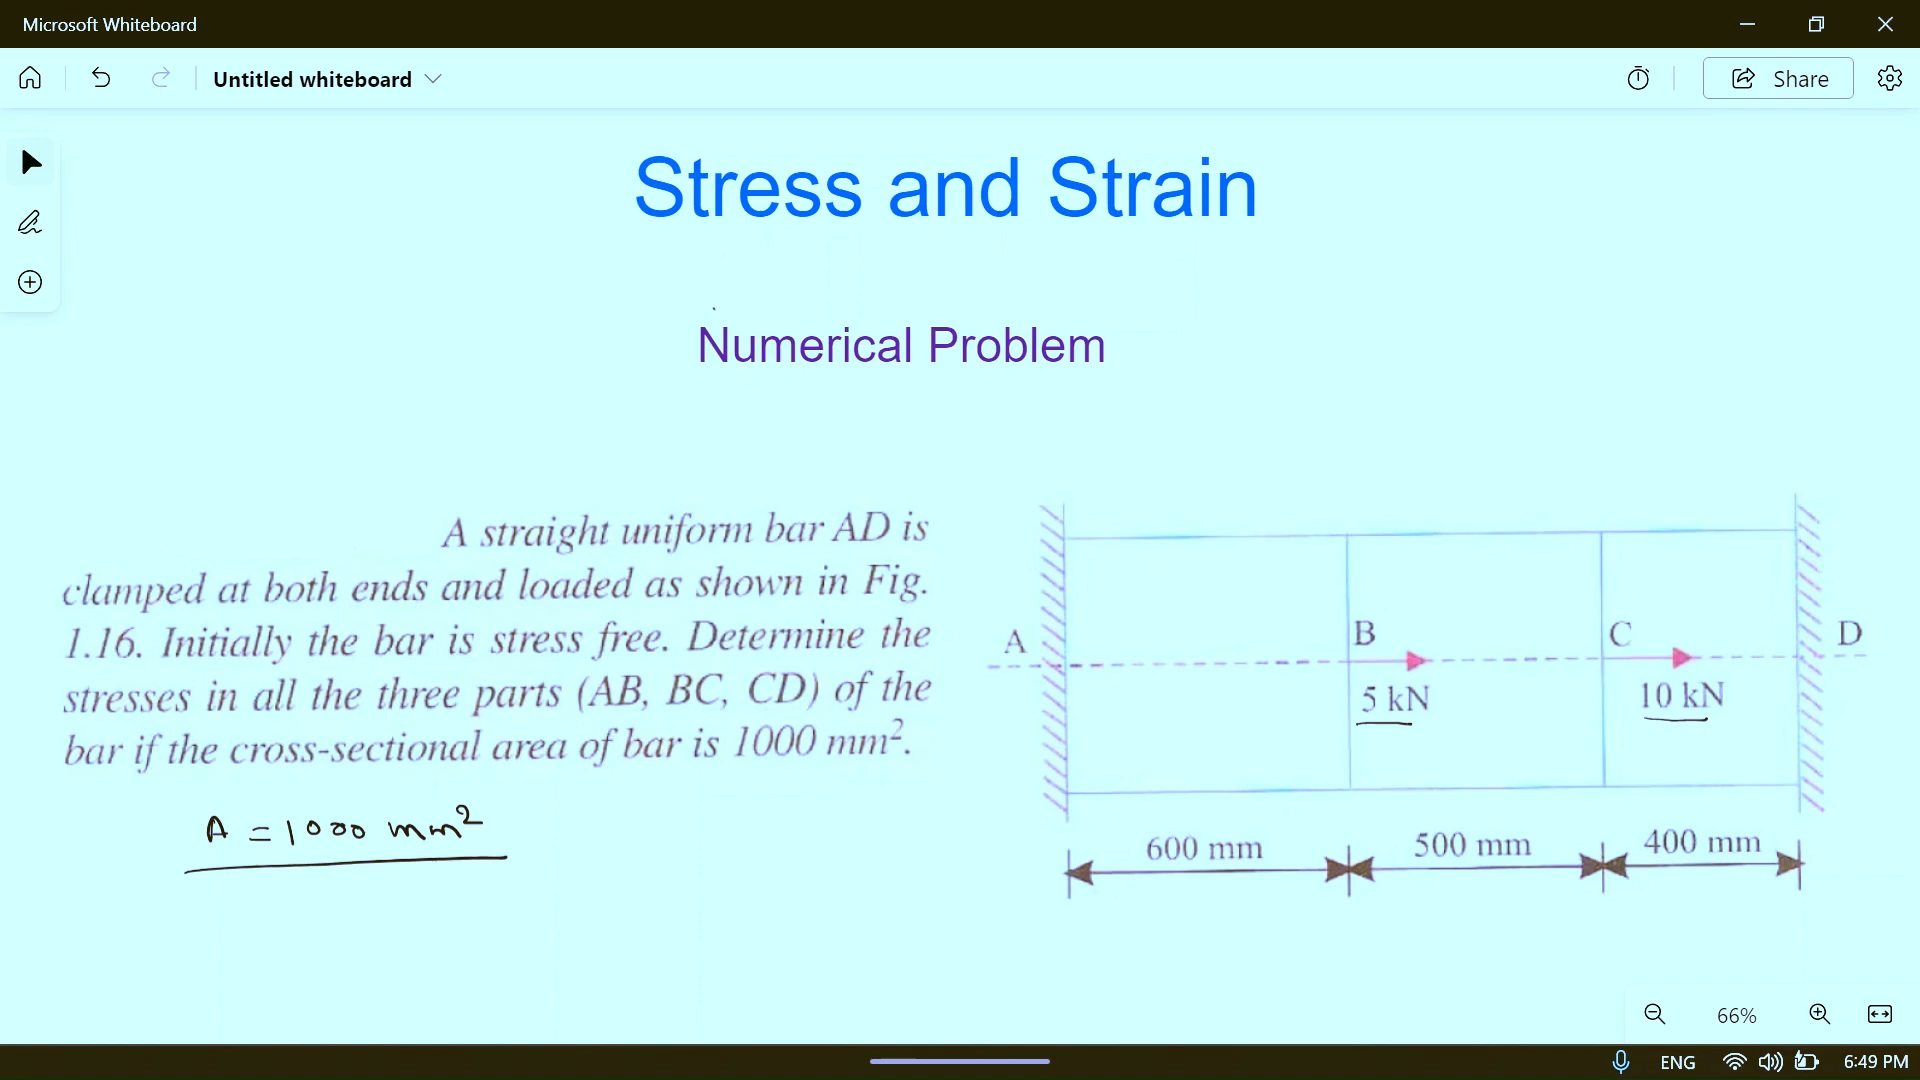 Microsoft Whiteboard
Untitled whiteboard
Share
Stress and Strain
Numerical Problem
A straight uniform bar AD is
clamped at both ends and loaded as shown in Fig.
1.16. Initially the bar is stress free. Determine the
stresses in all the three parts (AB, BC, CD) of the
bar if the cross-sectional area of bar is 1000 mm².
A = 1000 mm²
A
B
C
D
5 kN
10 kN
600 mm
500 mm
400 mm
66%
ENG
6:49 PM